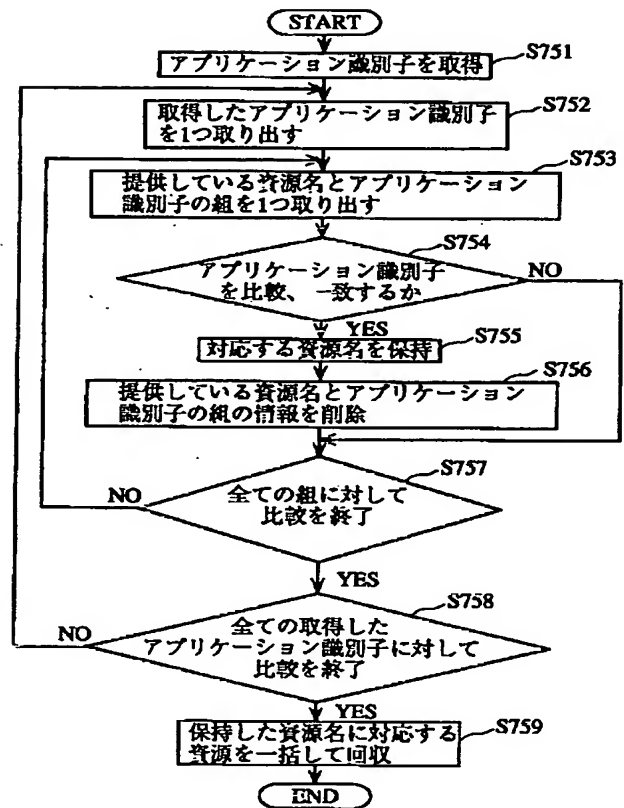 START
アプリケーション識別子を取得
S751
取得したアプリケーション識別子
を1つ取り出す
S752
提供している資源名とアプリケーション
識別子の組を1つ取り出す
S753
アプリケーション識別子
を比較、一致するか
S754
NO
YES
対応する資源名を保持
S755
提供している資源名とアプリケーション
識別子の組の情報を削除
S756
全ての組に対して
比較を終了
S757
NO
YES
全ての取得した
アプリケーション識別子に対して
比較を終了
S758
NO
YES
保持した資源名に対応する
資源を一括して回収
S759
END